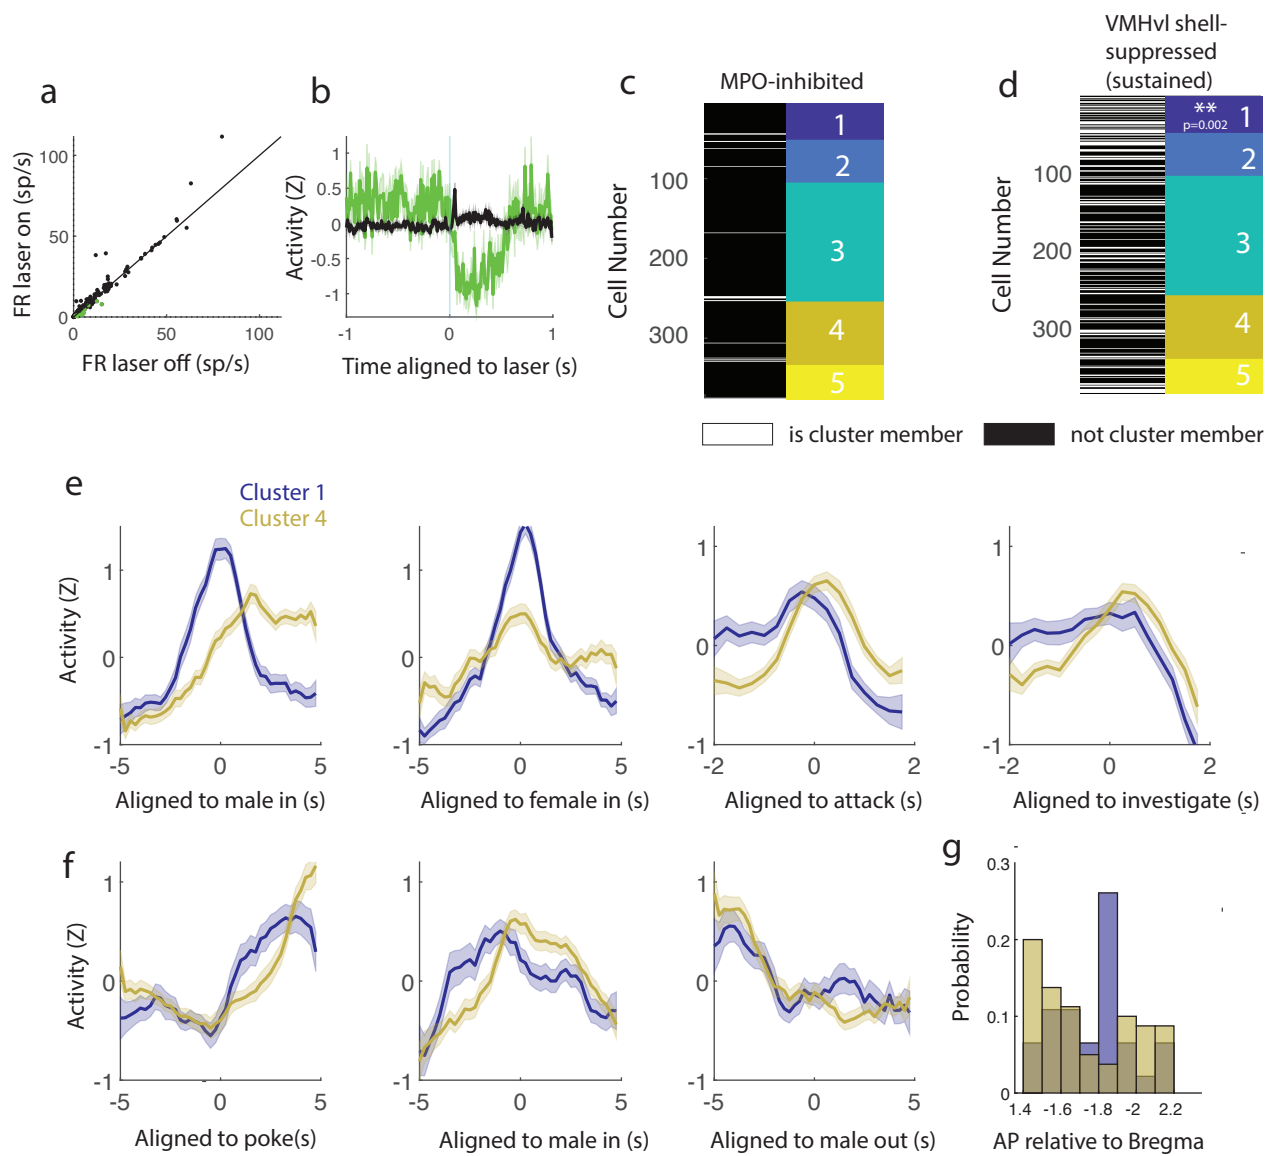 a
FR laser on (sp/s)
100
50
0
0
50
100
FR laser off (sp/s)
b
Activity (Z)
1
0.5
0
-0.5
-1
-1
0
1
Time aligned to laser (s)
c
MPO-inhibited
Cell Number
100
200
300
1
2
3
4
5
d
VMHvl shell-
suppressed
(sustained)
Cell Number
100
200
300
**
p=0.002
1
2
3
4
5
is cluster member
not cluster member
e
Cluster 1
Cluster 4
Activity (Z)
1
0
-1
-5
0
5
Aligned to male in (s)
1
0
-1
-5
0
5
Aligned to female in (s)
1
0
-1
-2
0
2
Aligned to attack (s)
1
0
-1
-2
0
2
Aligned to investigate (s)
f
Activity (Z)
1
0
-1
-5
0
5
Aligned to poke(s)
1
0
-1
-5
0
5
Aligned to male in (s)
1
0
-1
-5
0
5
Aligned to male out (s)
g
Probability
0.3
0.2
0.1
0
1.4
-1.6
-1.8
-2
2.2
AP relative to Bregma